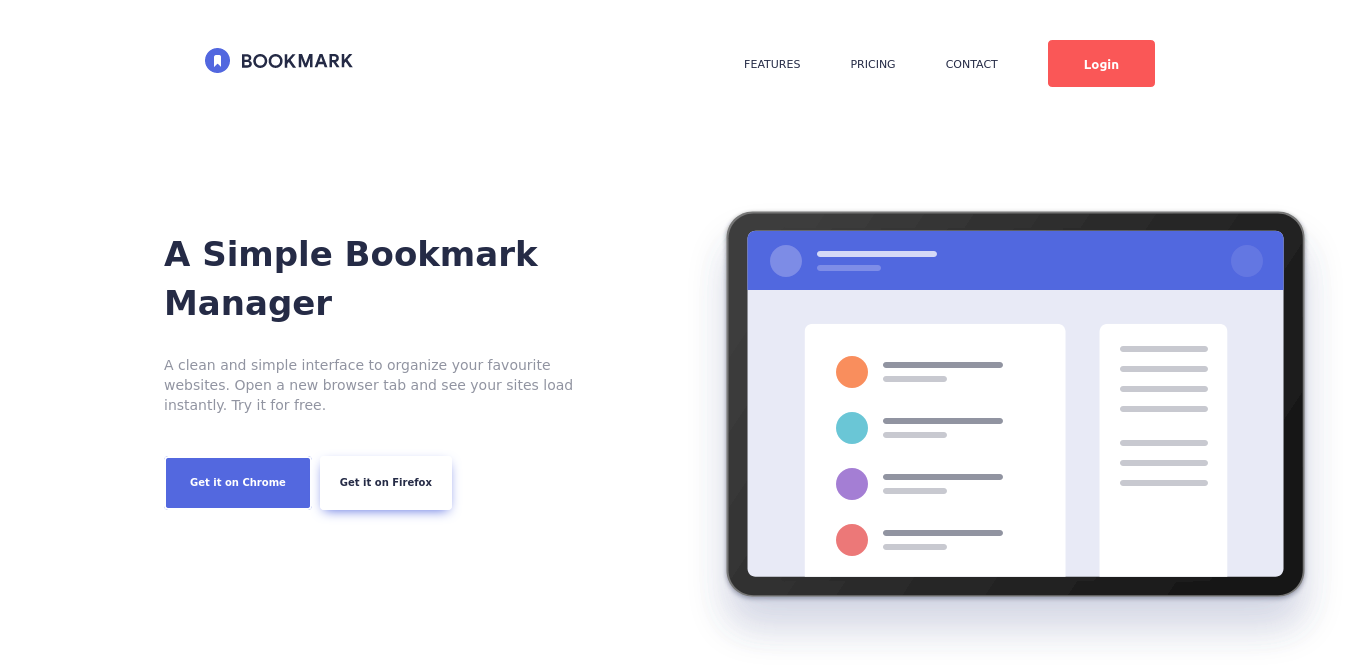 BOOKMARK
FEATURES
PRICING
CONTACT
Login
A Simple Bookmark
Manager
A clean and simple interface to organize your favourite
websites. Open a new browser tab and see your sites load
instantly. Try it for free.
Get it on Chrome
Get it on Firefox